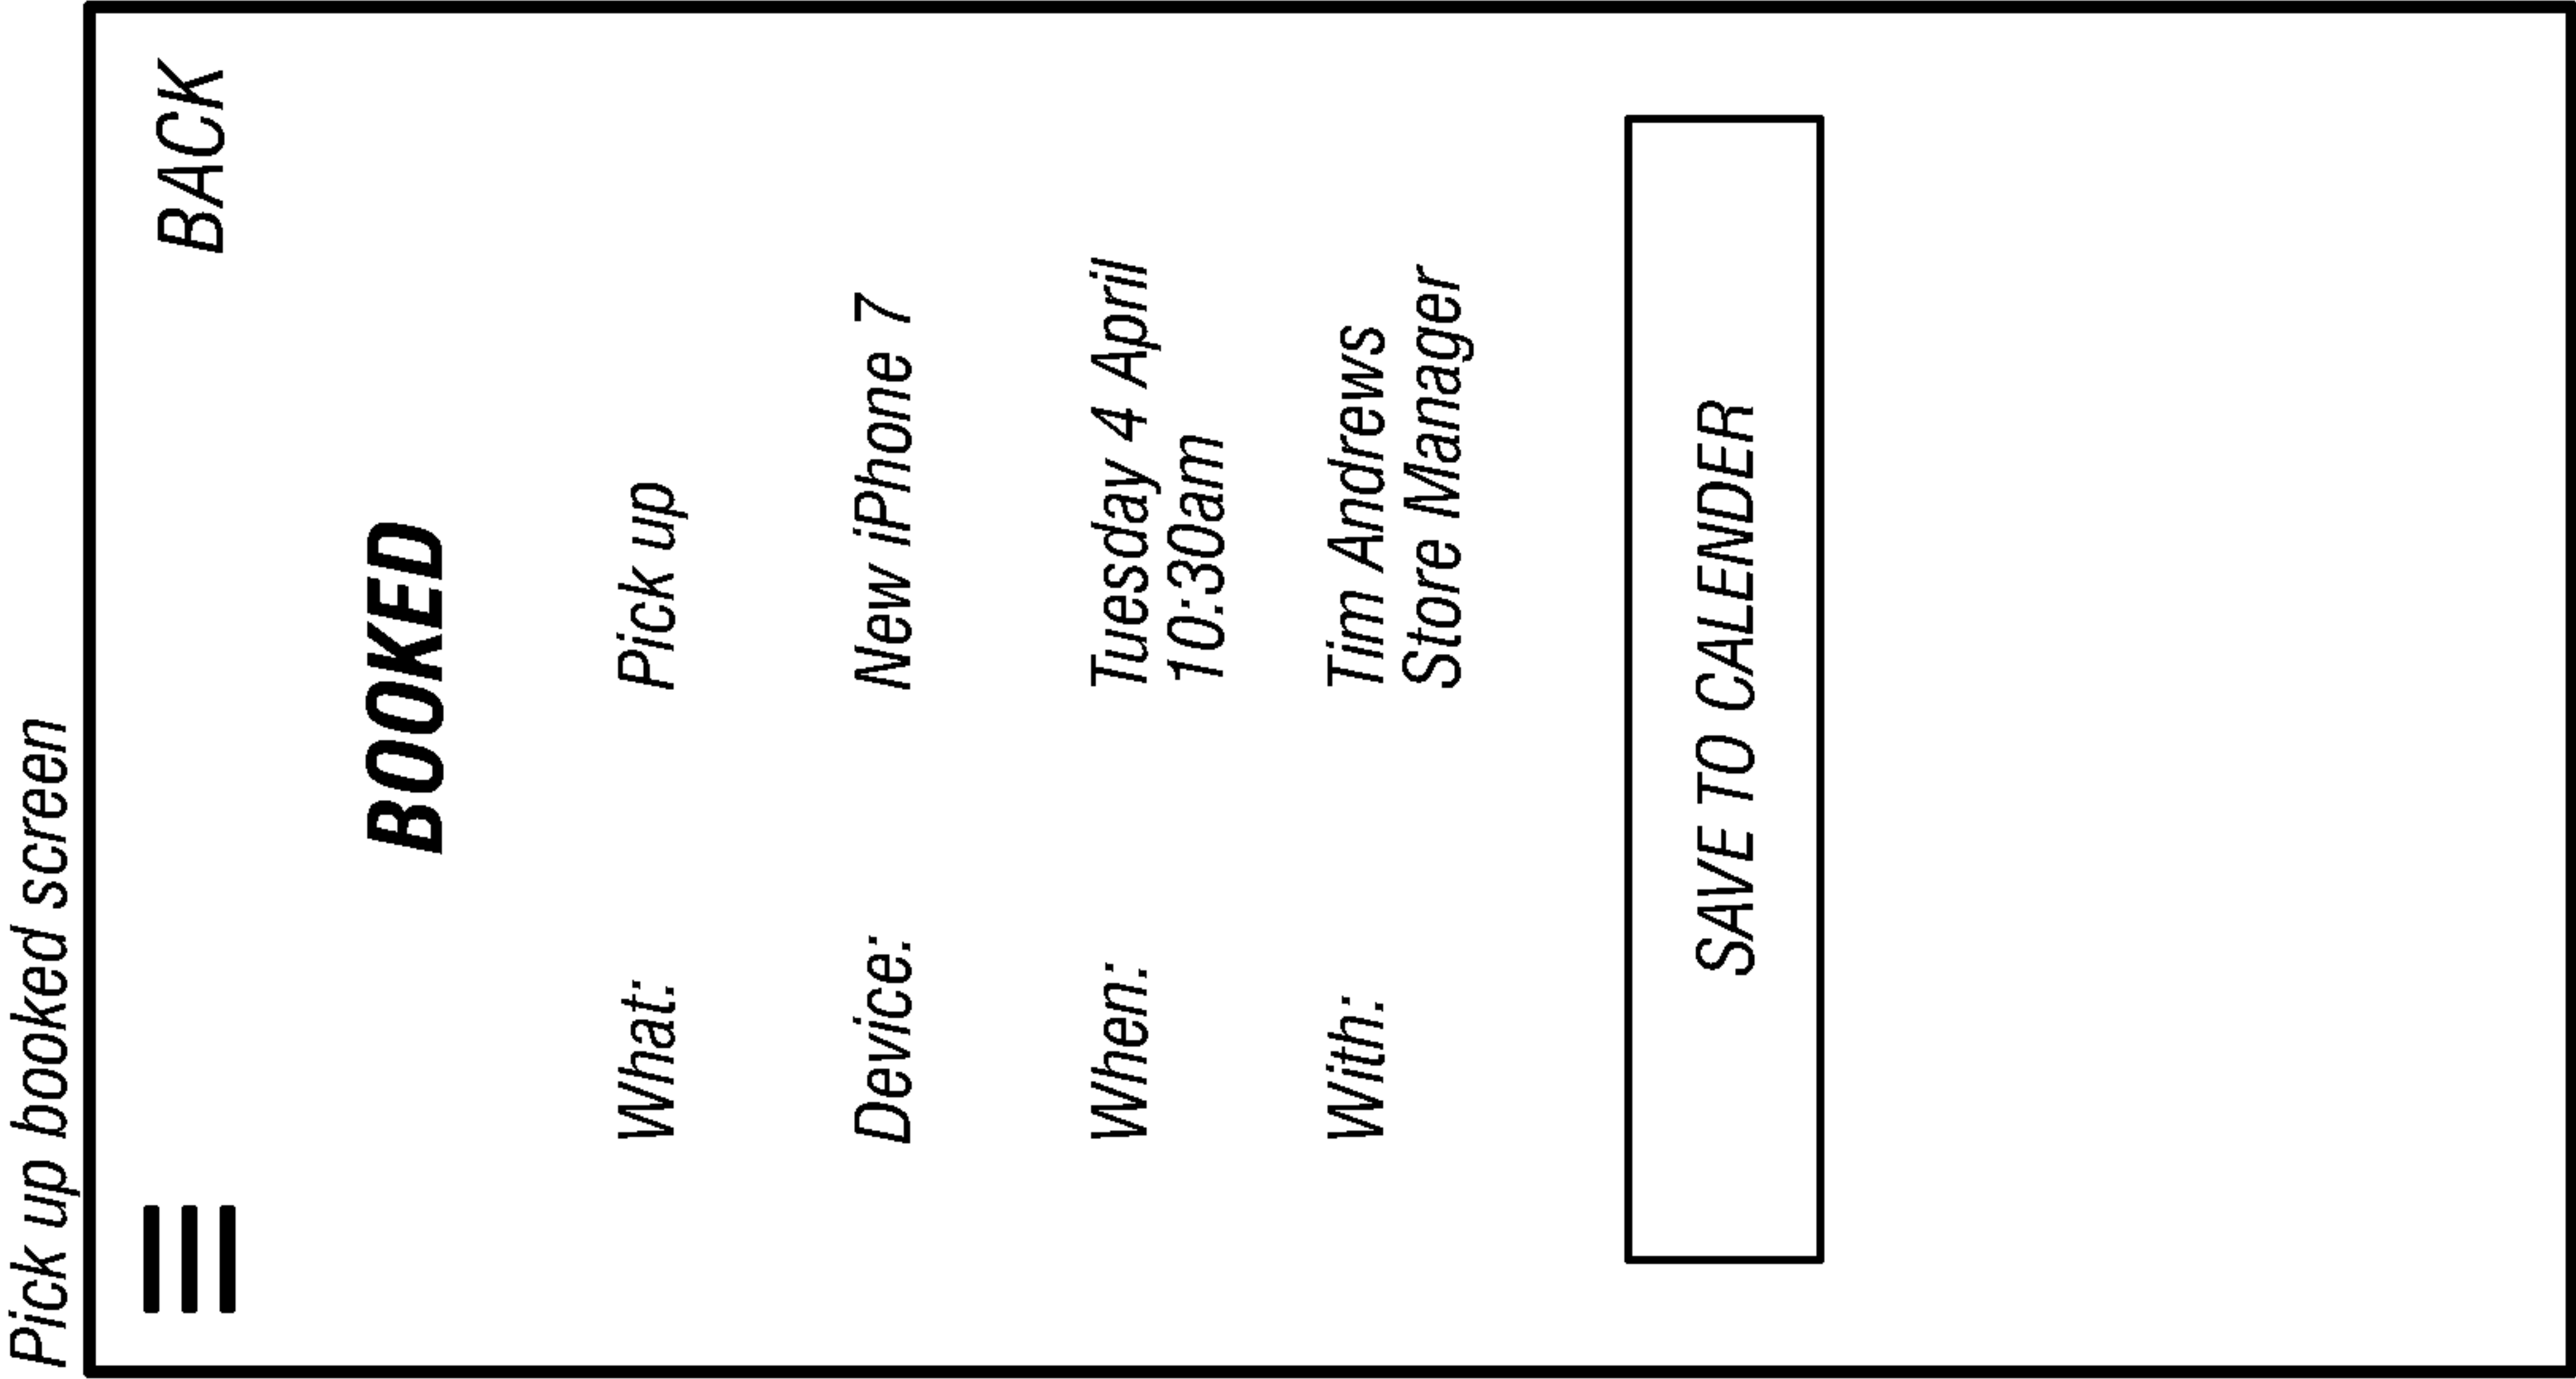 Pick up booked screen
BACK
BOOKED
What: Pick up
Device: New iPhone 7
When: Tuesday 4 April
10:30am
With: Tim Andrews
Store Manager
SAVE TO CALENDER